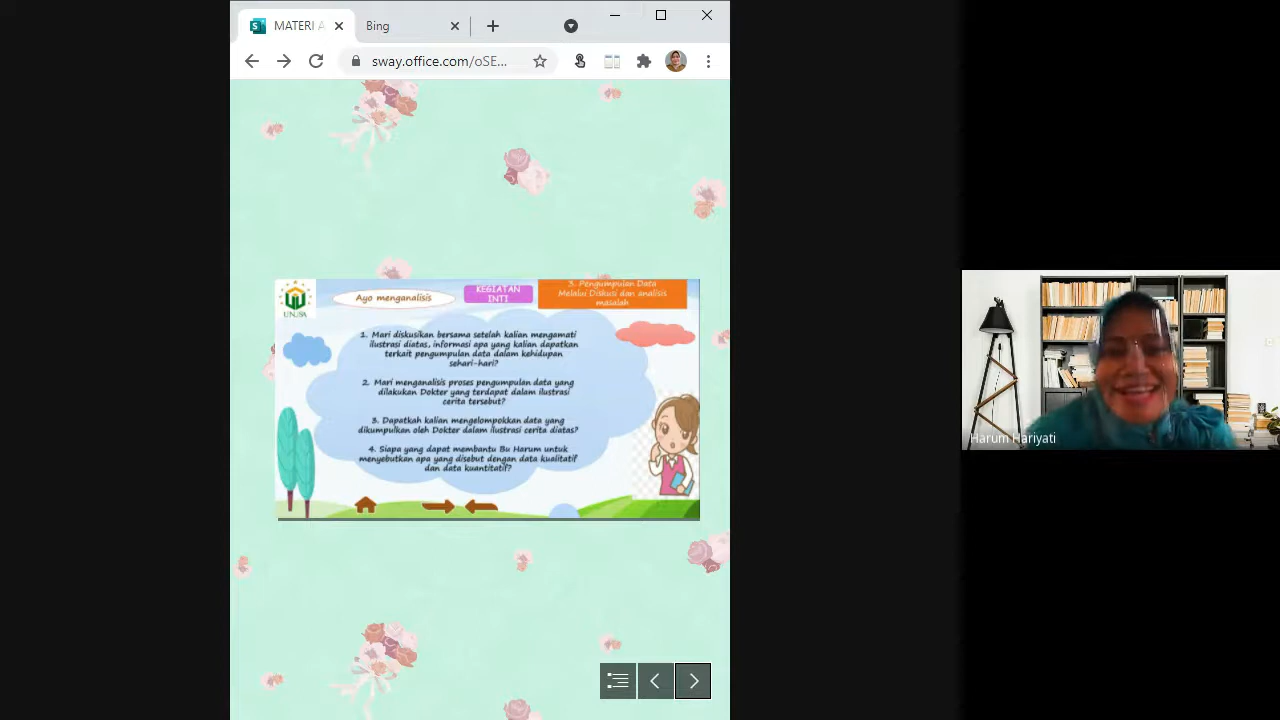 MATERI A
Bing
sway.office.com/oSE...
UNUSA
Ayo menganalisis
KEGIATAN
INTI
3. Pengumpulan Data
Melalui Diskusi dan analisis
masalah
1. Mari diskusikan bersama setelah kalian mengamati
ilustrasi diatas, informasi apa yang kalian dapatkan
terkait pengumpulan data dalam kehidupan
sehari-hari?
2. Mari menganalisis proses pengumpulan data yang
dilakukan Dokter yang terdapat dalam ilustrasi
cerita tersebut?
3. Dapatkah kalian mengelompokkan data yang
dikumpulkan oleh Dokter dalam ilustrasi cerita diatas?
4. Siapa yang dapat membantu Bu Harum untuk
menyebutkan apa yang disebut dengan data kualitatif
dan data kuantitatif?
Harum Hariyati